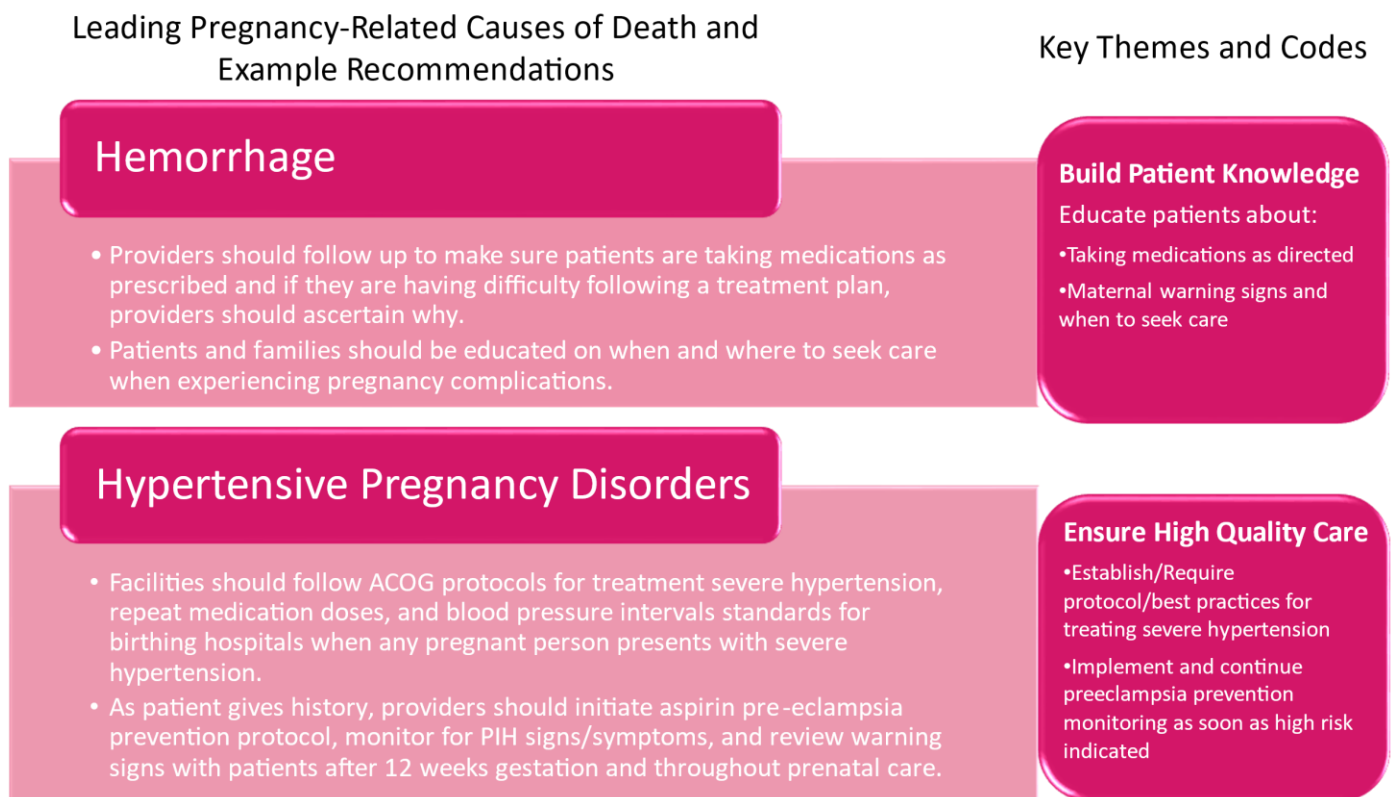 Leading Pregnancy-Related Causes of Death and
Example Recommendations
Key Themes and Codes
Hemorrhage
• Providers should follow up to make sure patients are taking medications as
prescribed and if they are having difficulty following a treatment plan,
providers should ascertain why.
• Patients and families should be educated on when and where to seek care
when experiencing pregnancy complications.
Build Patient Knowledge
Educate patients about:
•Taking medications as directed
•Maternal warning signs and
when to seek care
Hypertensive Pregnancy Disorders
• Facilities should follow ACOG protocols for treatment severe hypertension,
repeat medication doses, and blood pressure intervals standards for
birthing hospitals when any pregnant person presents with severe
hypertension.
• As patient gives history, providers should initiate aspirin pre-eclampsia
prevention protocol, monitor for PIH signs/symptoms, and review warning
signs with patients after 12 weeks gestation and throughout prenatal care.
Ensure High Quality Care
•Establish/Require
protocol/best practices for
treating severe hypertension
•Implement and continue
preeclampsia prevention
monitoring as soon as high risk
indicated